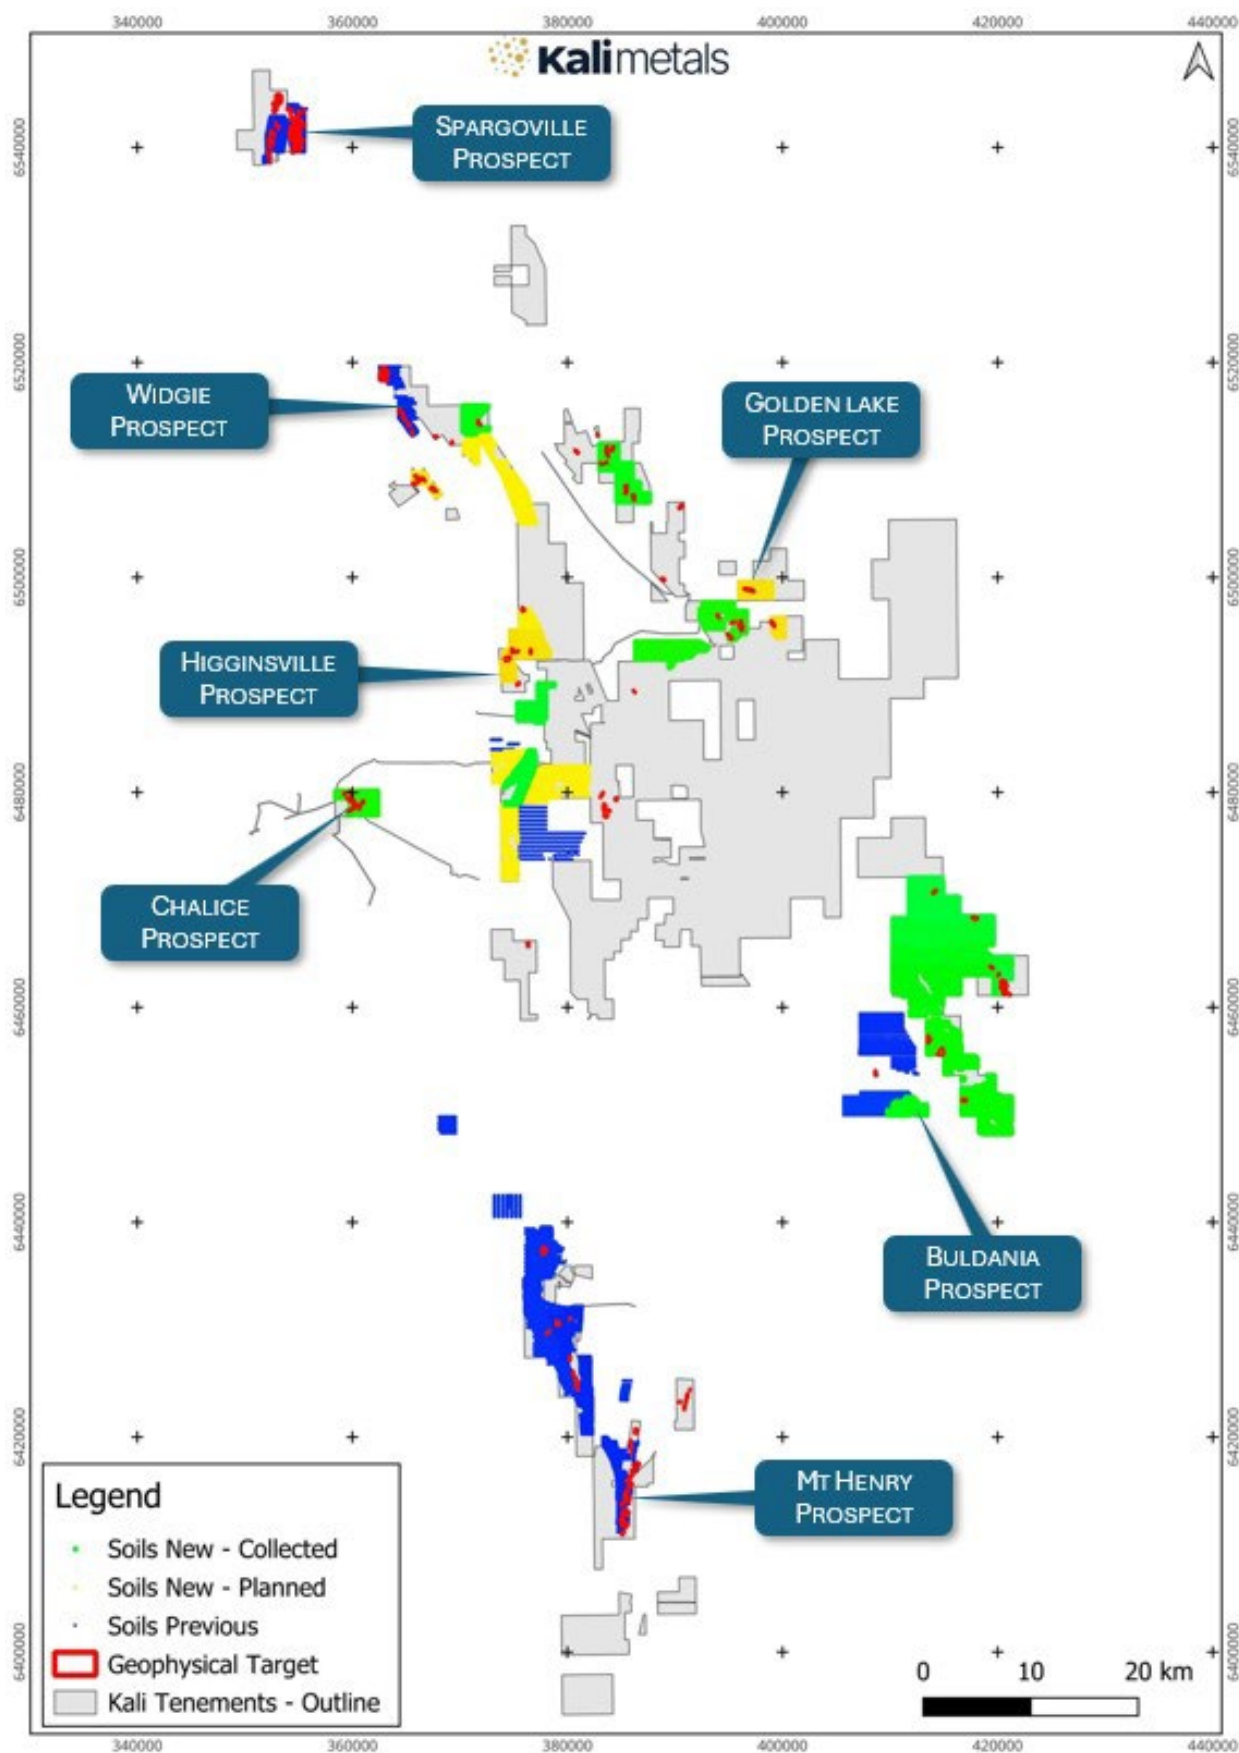 340000 360000 380000 400000 420000 440000
Kalimetals
SPARGOVILLE
PROSPECT
6540000 6540000
6520000 6520000
WIDGIE
PROSPECT
GOLDEN LAKE
PROSPECT
6500000 6500000
HIGGINSVILLE
PROSPECT
6480000 6480000
CHALICE
PROSPECT
6460000 6460000
6440000 6440000
BULDANIA
PROSPECT
6420000 6420000
MT HENRY
PROSPECT
Legend
Soils New - Collected
Soils New - Planned
Soils Previous
Geophysical Target
Kali Tenements - Outline
6400000 6400000
0 10 20 km
340000 360000 380000 400000 420000 440000